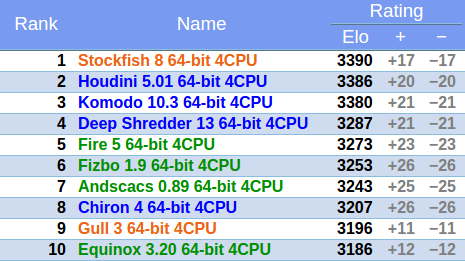 Rank Name Rating
Elo + −
1 Stockfish 8 64-bit 4CPU 3390 +17 −17
2 Houdini 5.01 64-bit 4CPU 3386 +20 −20
3 Komodo 10.3 64-bit 4CPU 3380 +21 −21
4 Deep Shredder 13 64-bit 4CPU 3287 +21 −21
5 Fire 5 64-bit 4CPU 3273 +23 −23
6 Fizbo 1.9 64-bit 4CPU 3253 +26 −26
7 Andscacs 0.89 64-bit 4CPU 3243 +25 −25
8 Chiron 4 64-bit 4CPU 3207 +26 −26
9 Gull 3 64-bit 4CPU 3196 +11 −11
10 Equinox 3.20 64-bit 4CPU 3186 +12 −12